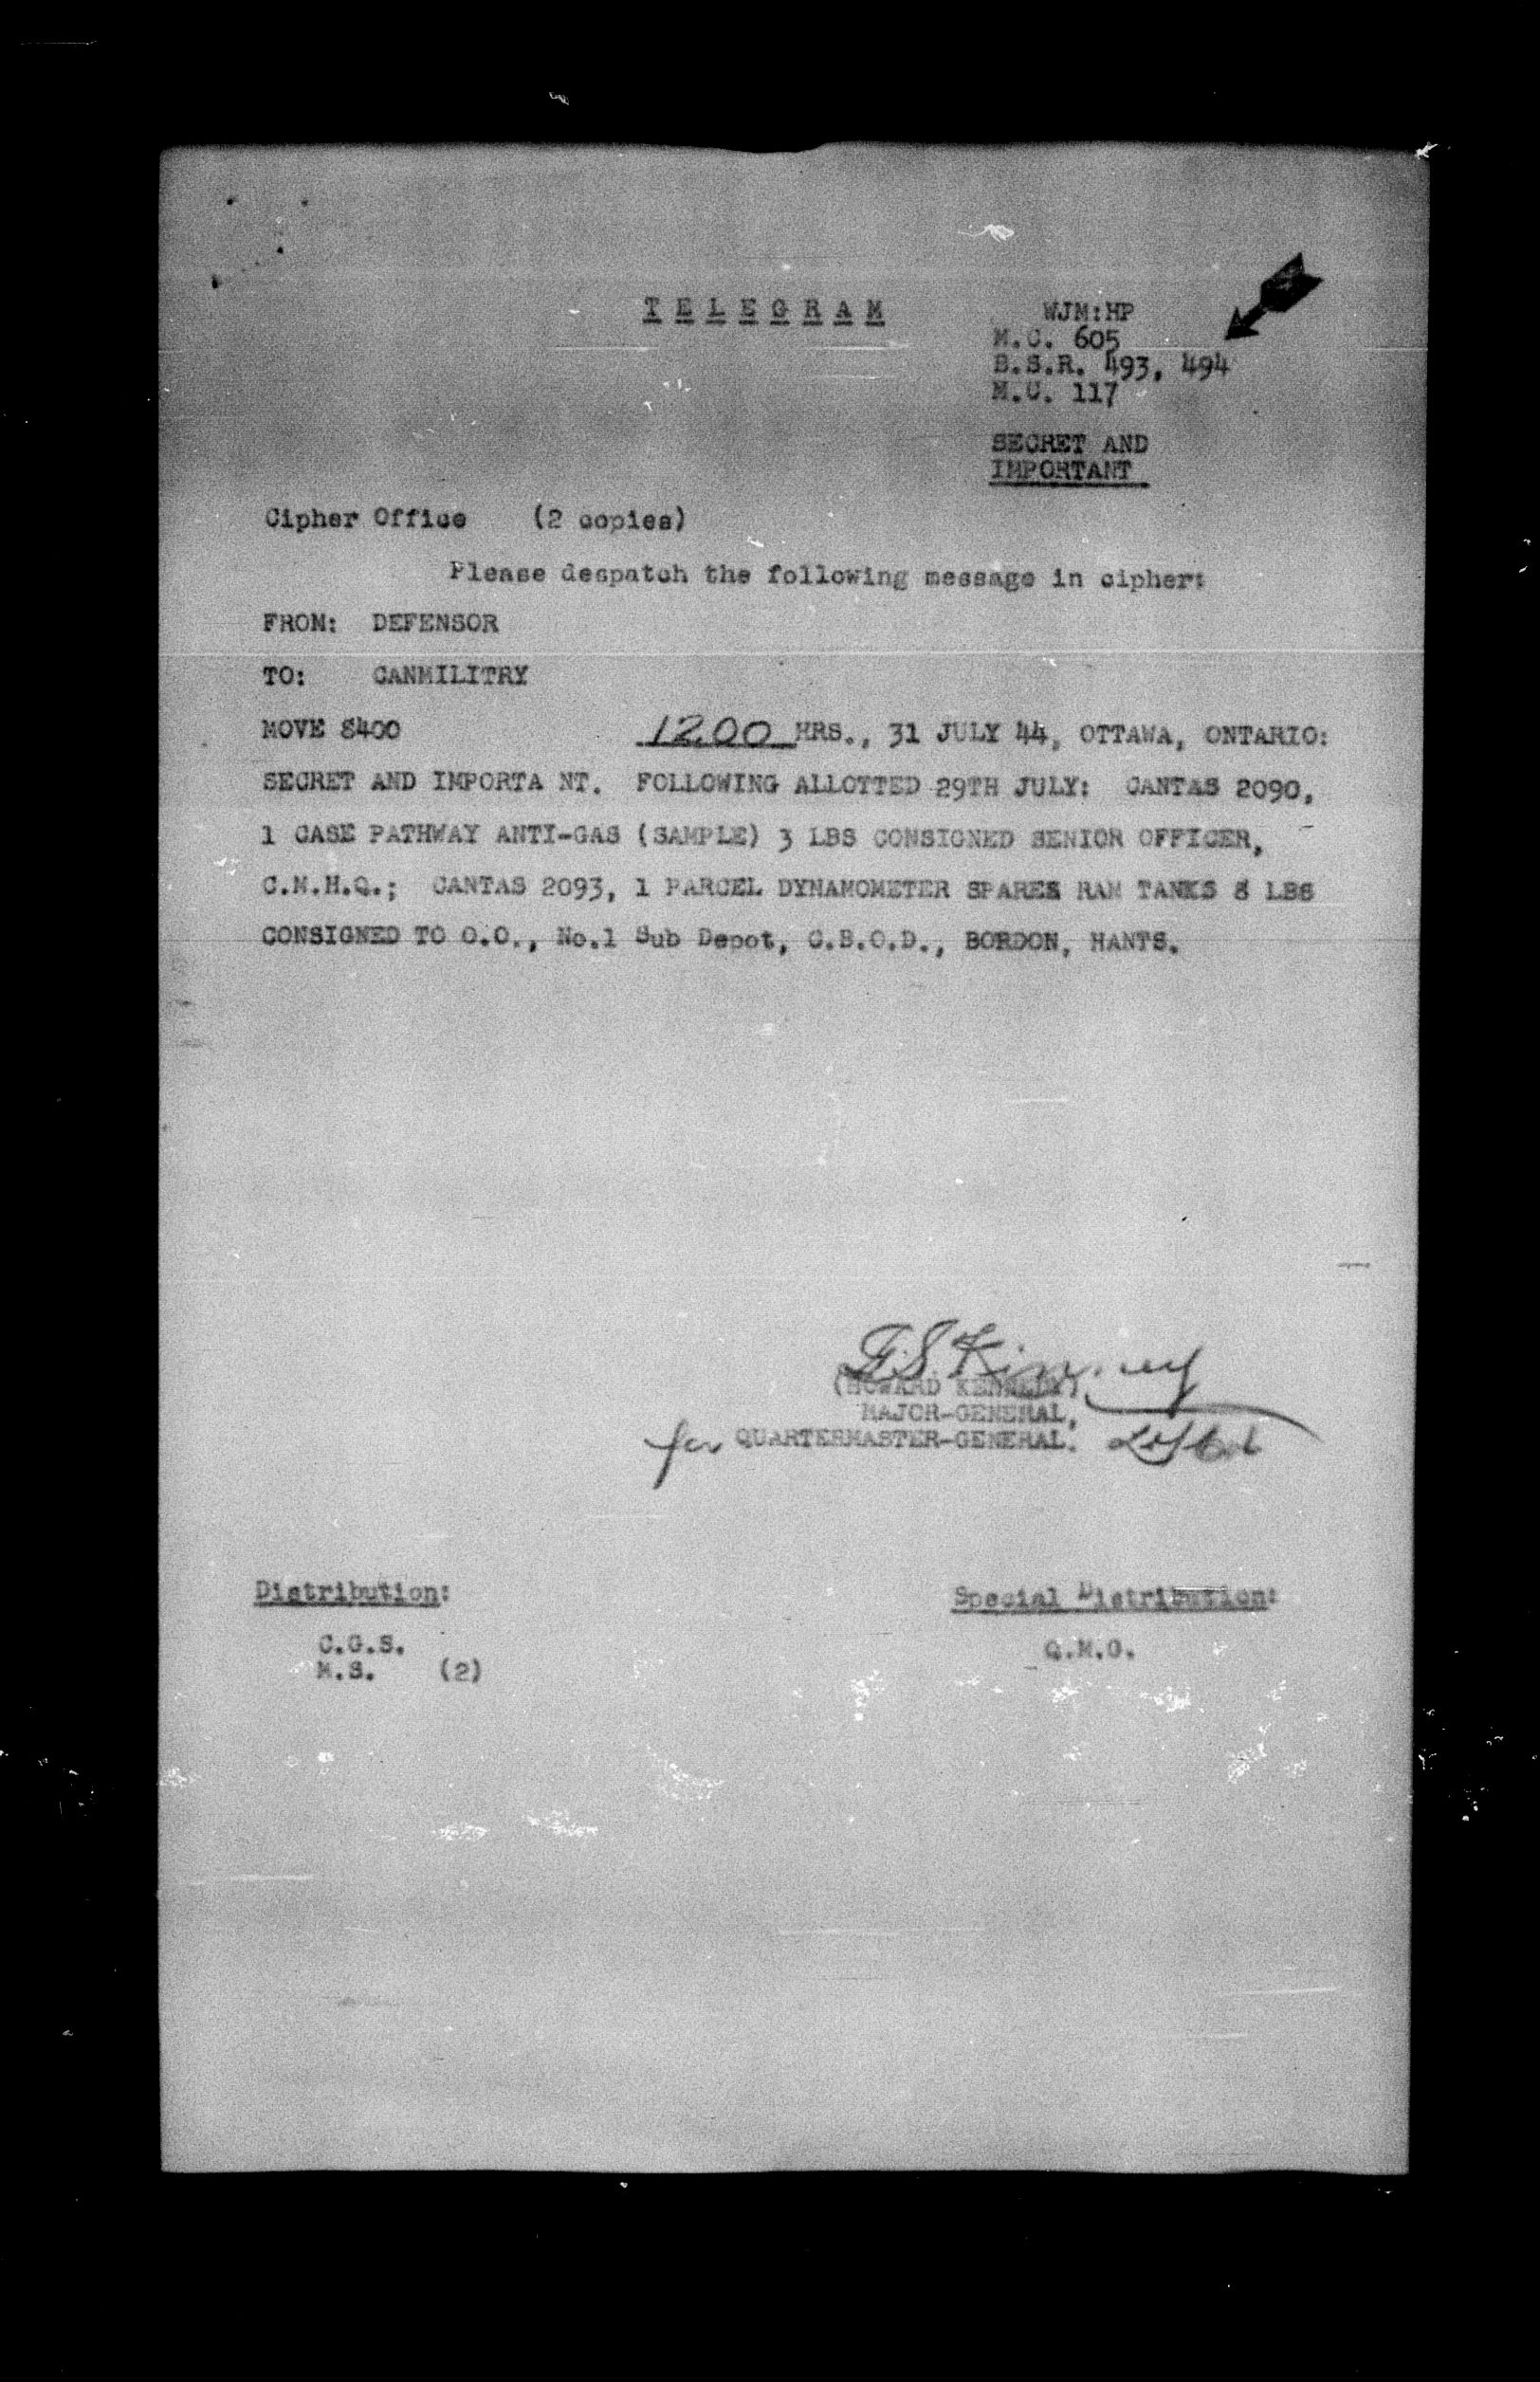 TELEGRAM
WJM:HP
M.C. 605
B.S.R. 493, 494
M.C. 117
SECRET AND
IMPORTANT
Cipher Office (2 copies)
Please despatch the following message in cipher:
FROM: DEFENSOR
TO: CANMILITRY
MOVE 8400 1200 HRS., 31 JULY 44, OTTAWA, ONTARIO:
SECRET AND IMPORTA NT. FOLLOWING ALLOTTED 29TH JULY: CANTAS 2090,
1 CASE PATHWAY ANTI-GAS (SAMPLE) 3 LBS CONSIGNED SENIOR OFFICER,
C.M.H.Q.; CANTAS 2093, 1 PARCEL DYNAMOMETER SPARES RAM TANKS 8 LBS
CONSIGNED TO O.O., No.1 Sub Depot, C.B.O.D., BORDON, HANTS.
(HOWARD KENNEDY)
MAJOR-GENERAL,
for QUARTERMASTER-GENERAL.
Distribution:
C.G.S.
M.S. (2)
Special Distribution:
Q.M.G.